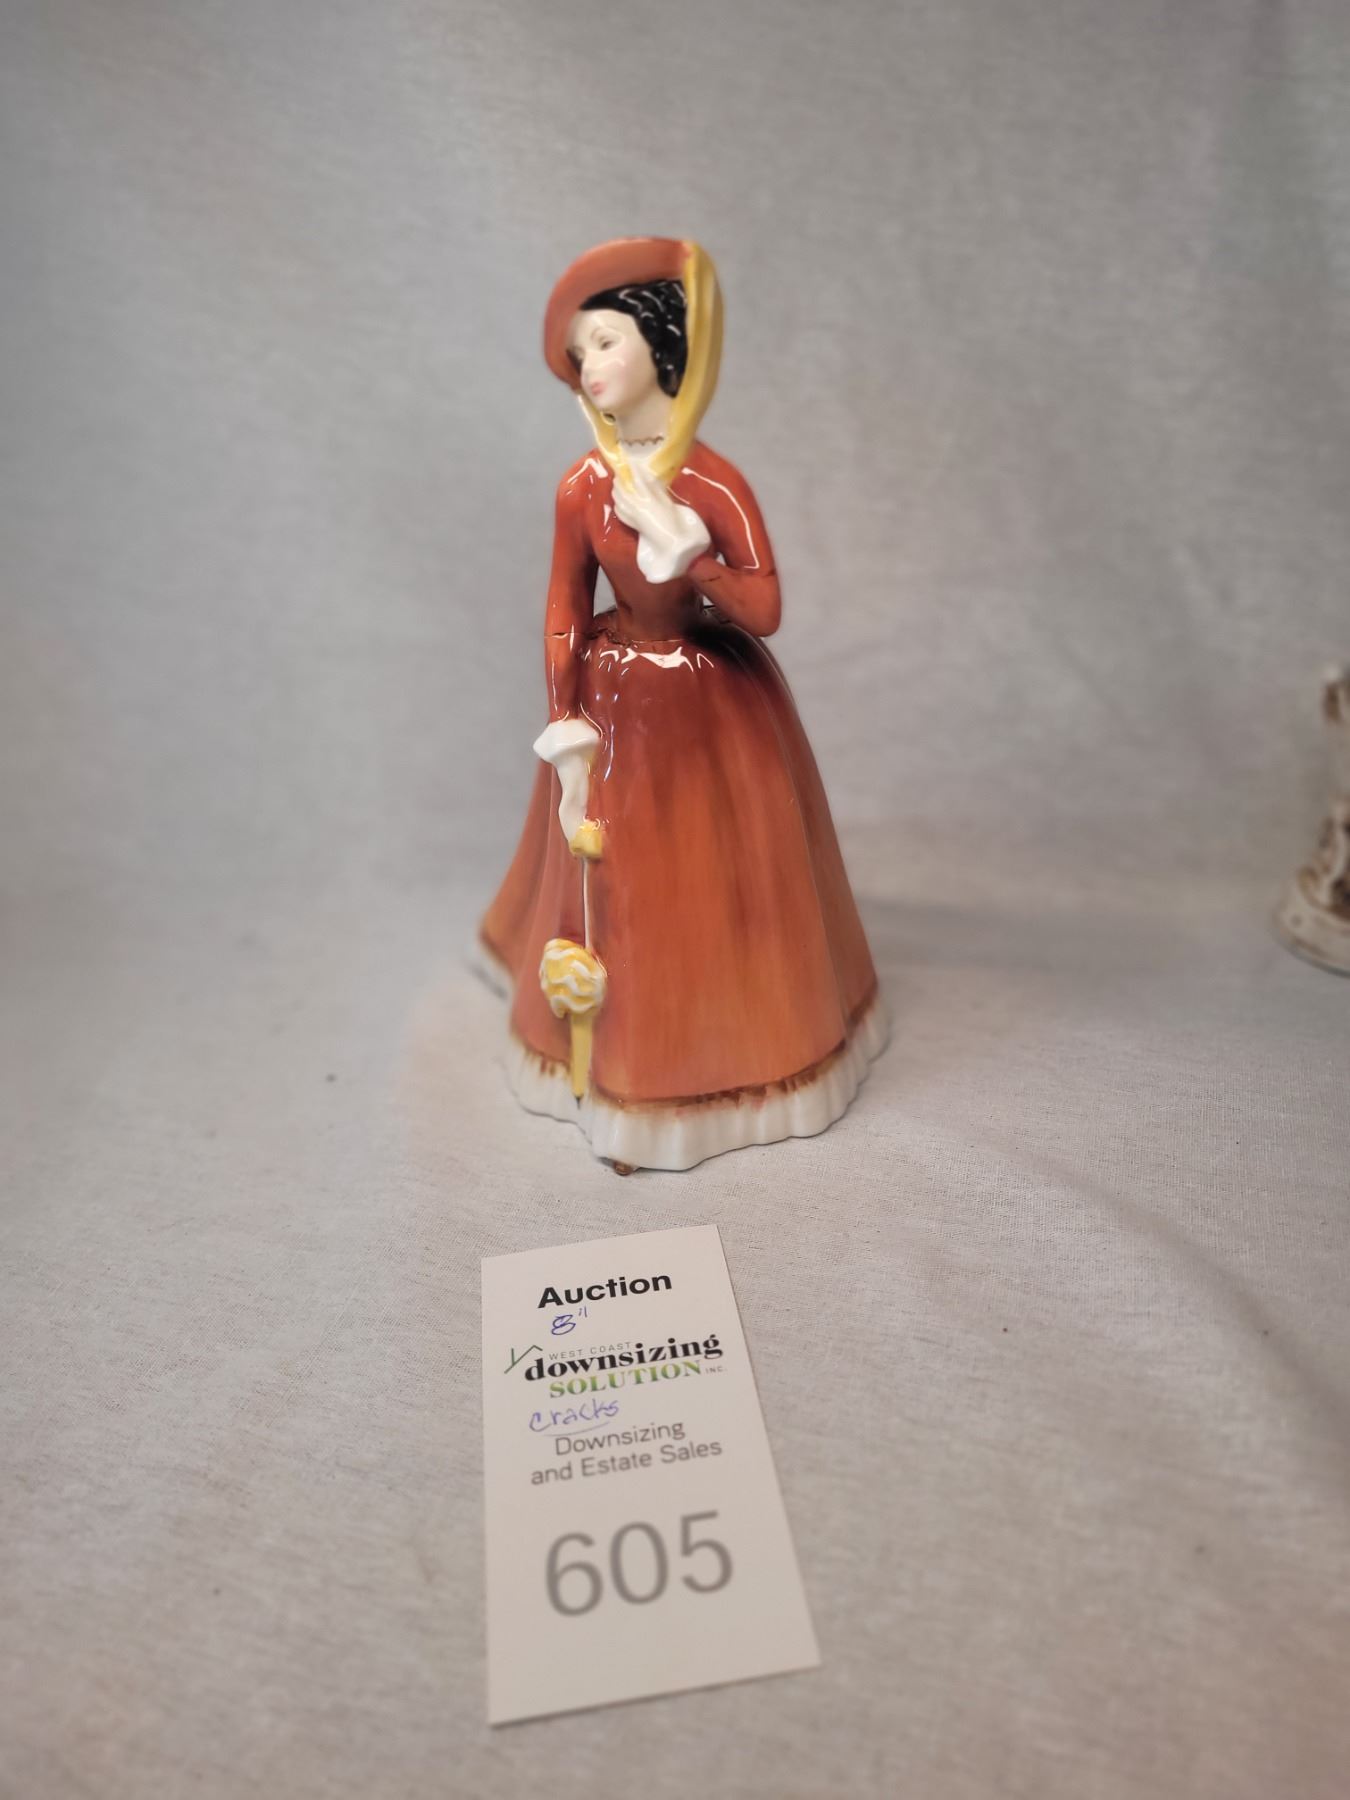 Auction
8"
WEST COAST
downsizing
SOLUTION INC.
cracks
Downsizing
and Estate Sales
605